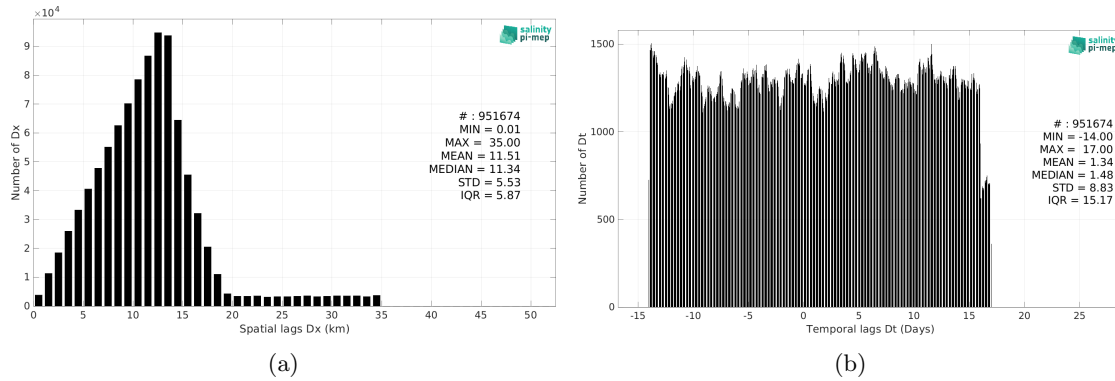 ×10⁴
9
8
7
6
5
4
3
2
1
0
Number of Dx
salinity
pi-mep
# : 951674
MIN = 0.01
MAX = 35.00
MEAN = 11.51
MEDIAN = 11.34
STD = 5.53
IQR = 5.87
0 5 10 15 20 25 30 35 40 45 50
Spatial lags Dx (km)
(a)
1500
1000
500
0
Number of Dt
salinity
pi-mep
# : 951674
MIN = -14.00
MAX = 17.00
MEAN = 1.34
MEDIAN = 1.48
STD = 8.83
IQR = 15.17
-15 -10 -5 0 5 10 15 20 25
Temporal lags Dt (Days)
(b)